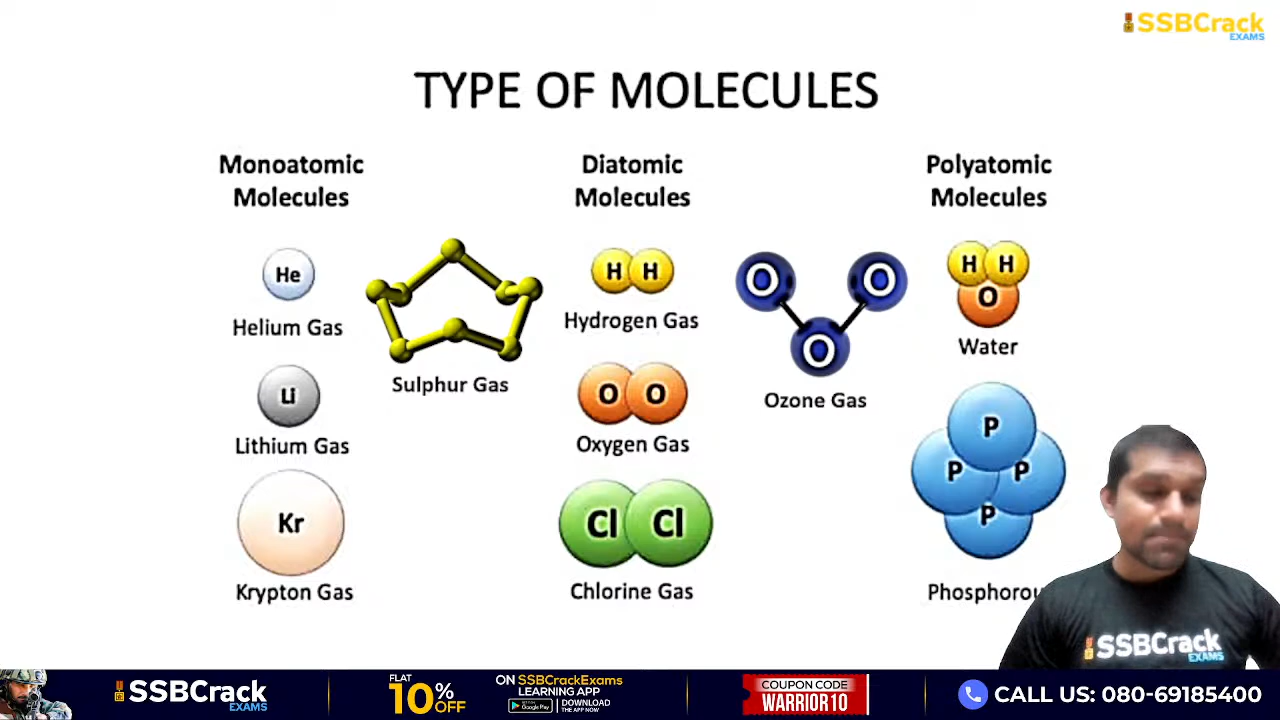 SSBCrack
EXAMS
TYPE OF MOLECULES
Monoatomic
Molecules
He
Helium Gas
Li
Lithium Gas
Kr
Krypton Gas
Sulphur Gas
Diatomic
Molecules
H H
Hydrogen Gas
O O
Oxygen Gas
Cl Cl
Chlorine Gas
O O
O
Ozone Gas
Polyatomic
Molecules
H H
O
Water
P
P P
P
Phosphorou
SSBCrack
EXAMS
SSBCrack
EXAMS
FLAT
10% OFF
ON SSBCrackExams
LEARNING APP
Google Play
DOWNLOAD
THE APP NOW
COUPON CODE
WARRIOR10
CALL US: 080-69185400